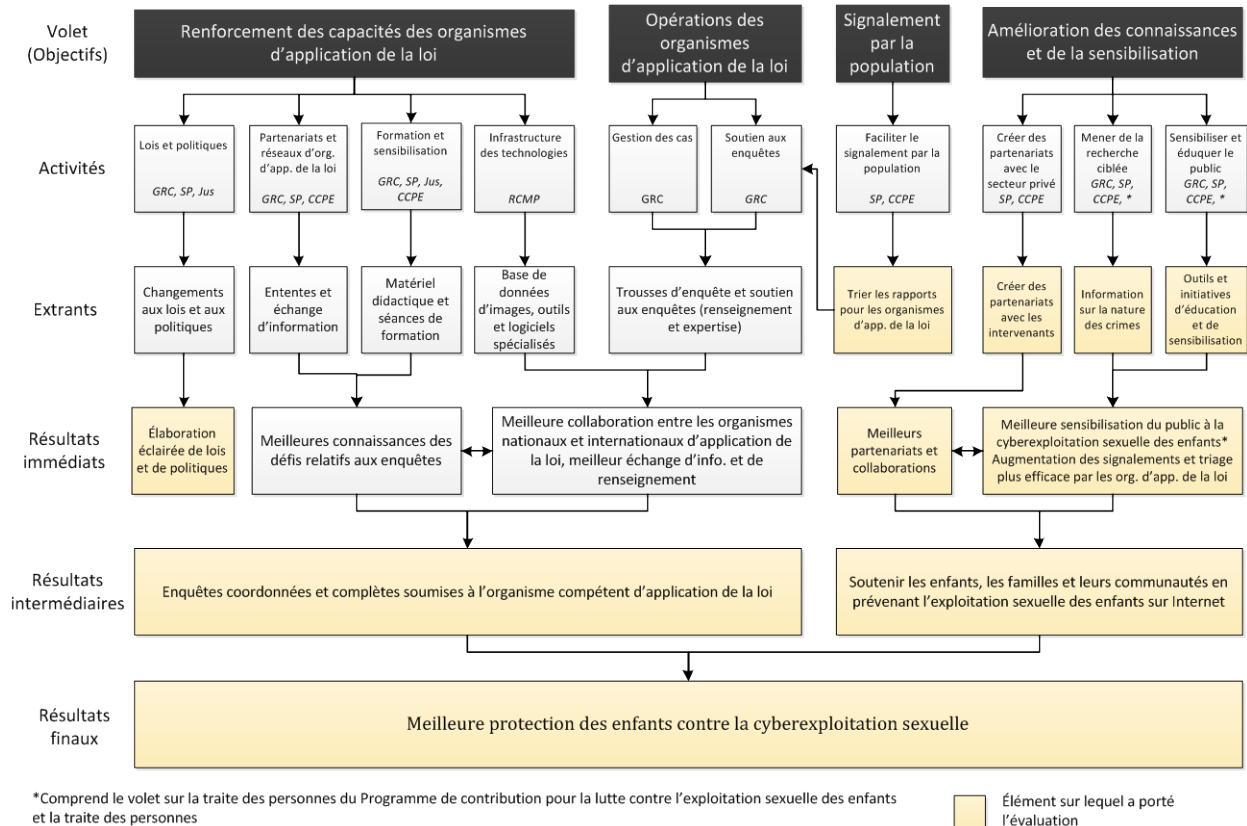 Volet
(Objectifs)
Renforcement des capacités des organismes
d'application de la loi
Opérations des
organismes
d'application de la loi
Signalement
par la
population
Amélioration des connaissances
et de la sensibilisation
Activités
Lois et politiques
GRC, SP, Jus
Partenariats et
réseaux d'org.
d'app. de la loi
GRC, SP, CCPE
Formation et
sensibilisation
GRC, SP, Jus,
CCPE
Infrastructure
des technologies
RCMP
Gestion des cas
GRC
Soutien aux
enquêtes
GRC
Faciliter le
signalement par la
population
SP, CCPE
Créer des
partenariats
avec le
secteur privé
SP, CCPE
Mener de la
recherche
ciblée
GRC, SP,
CCPE, *
Sensibiliser et
éduquer le
public
GRC, SP,
CCPE, *
Extrants
Changements
aux lois et aux
politiques
Ententes et
échange
d'information
Matériel
didactique et
séances de
formation
Base de
données
d'images, outils
et logiciels
spécialisés
Trousses d'enquête et soutien
aux enquêtes (renseignement
et expertise)
Trier les rapports
pour les organismes
d'app. de la loi
Créer des
partenariats
avec les
intervenants
Information
sur la nature
des crimes
Outils et
initiatives
d'éducation
et de
sensibilisation
Résultats
immédiats
Élaboration
éclairée de lois
et de politiques
Meilleures connaissances des
défis relatifs aux enquêtes
Meilleure collaboration entre les organismes
nationaux et internationaux d'application de
la loi, meilleur échange d'info. et de
renseignement
Meilleurs
partenariats et
collaborations
Meilleure sensibilisation du public à la
cyberexploitation sexuelle des enfants*
Augmentation des signalements et triage
plus efficace par les org. d'app. de la loi
Résultats
intermédiaires
Enquêtes coordonnées et complètes soumises à l'organisme compétent d'application de la loi
Soutenir les enfants, les familles et leurs communautés en
prévenant l'exploitation sexuelle des enfants sur Internet
Résultats
finaux
Meilleure protection des enfants contre la cyberexploitation sexuelle
*Comprend le volet sur la traite des personnes du Programme de contribution pour la lutte contre l'exploitation sexuelle des enfants
et la traite des personnes
Élément sur lequel a porté
l'évaluation